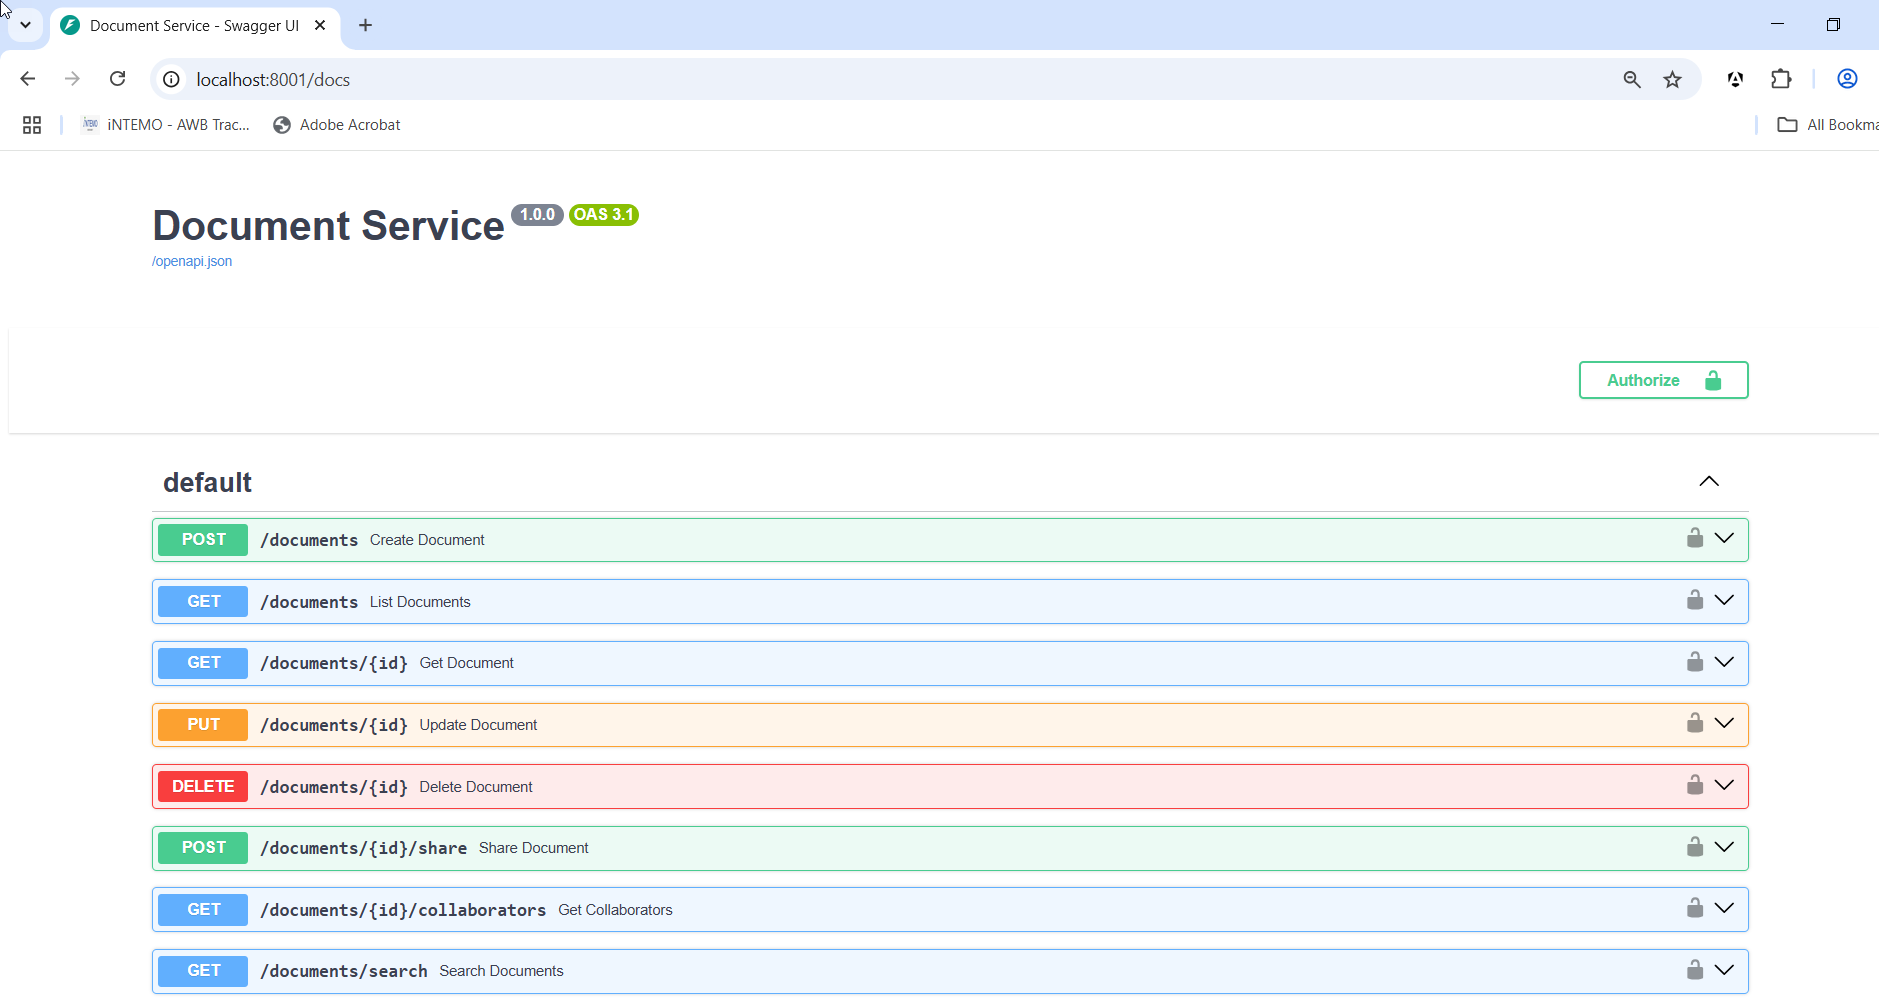 Document Service - Swagger UI
localhost:8001/docs
iNTEMO - AWB Trac...
Adobe Acrobat
All Bookma
Document Service 1.0.0 OAS 3.1
/openapi.json
Authorize
default
POST /documents Create Document
GET /documents List Documents
GET /documents/{id} Get Document
PUT /documents/{id} Update Document
DELETE /documents/{id} Delete Document
POST /documents/{id}/share Share Document
GET /documents/{id}/collaborators Get Collaborators
GET /documents/search Search Documents